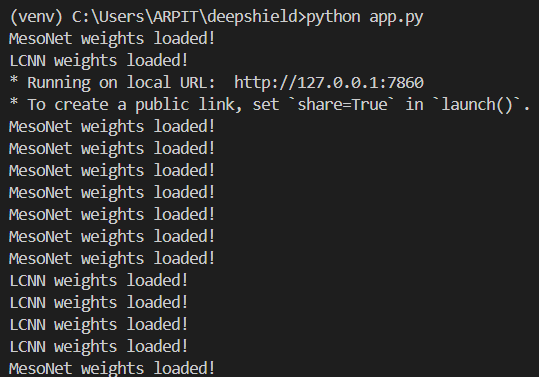 (venv) C:\Users\ARPIT\deepshield>python app.py
MesoNet weights loaded!
LCNN weights loaded!
* Running on local URL:  http://127.0.0.1:7860
* To create a public link, set `share=True` in `launch()`.
MesoNet weights loaded!
MesoNet weights loaded!
MesoNet weights loaded!
MesoNet weights loaded!
MesoNet weights loaded!
MesoNet weights loaded!
MesoNet weights loaded!
LCNN weights loaded!
LCNN weights loaded!
LCNN weights loaded!
LCNN weights loaded!
MesoNet weights loaded!